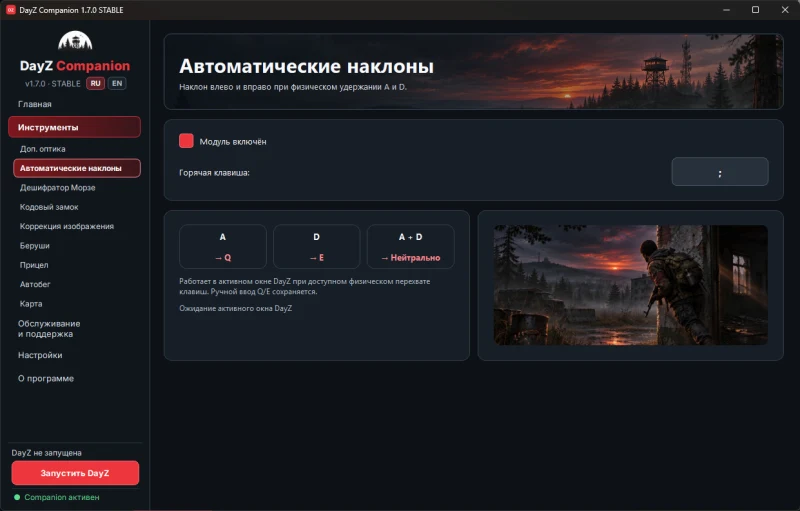 DZ DayZ Companion 1.7.0 STABLE
DayZ Companion
v1.7.0 · STABLE RU EN
Главная
Инструменты
Доп. оптика
Автоматические наклоны
Дешифратор Морзе
Кодовый замок
Коррекция изображения
Беруши
Прицел
Автобег
Карта
Обслуживание
и поддержка
Настройки
О программе
DayZ не запущена
Запустить DayZ
Companion активен
Автоматические наклоны
Наклон влево и вправо при физическом удержании A и D.
Модуль включён
Горячая клавиша:
;
A
→ Q
D
→ E
A + D
→ Нейтрально
Работает в активном окне DayZ при доступном физическом перехвате
клавиш. Ручной ввод Q/E сохраняется.
Ожидание активного окна DayZ